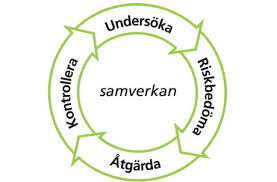 Undersöka
Riskbedöma
Åtgärda
Kontrollera
samverkan